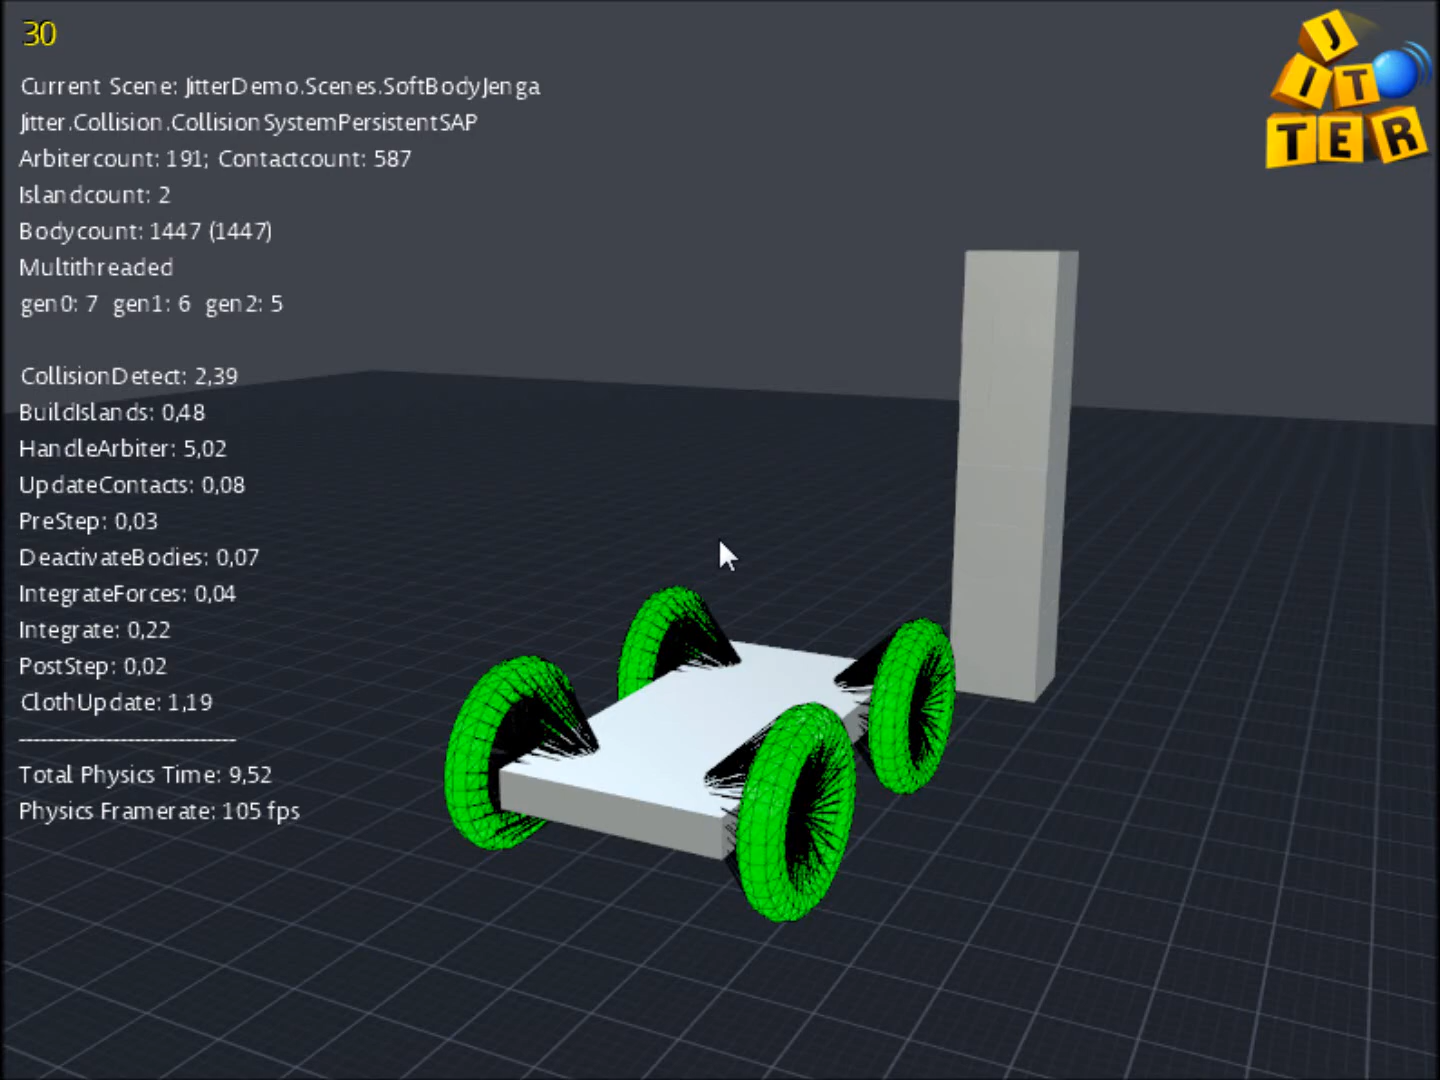 30
Current Scene: JitterDemo.Scenes.SoftBodyJenga
Jitter.Collision.CollisionSystemPersistentSAP
Arbitercount: 191; Contactcount: 587
Islandcount: 2
Bodycount: 1447 (1447)
Multithreaded
gen0: 7 gen1: 6 gen2: 5
CollisionDetect: 2,39
BuildIslands: 0,48
HandleArbiter: 5,02
UpdateContacts: 0,08
PreStep: 0,03
DeactivateBodies: 0,07
IntegrateForces: 0,04
Integrate: 0,22
PostStep: 0,02
ClothUpdate: 1,19
----------------------------
Total Physics Time: 9,52
Physics Framerate: 105 fps
J
IT
TER